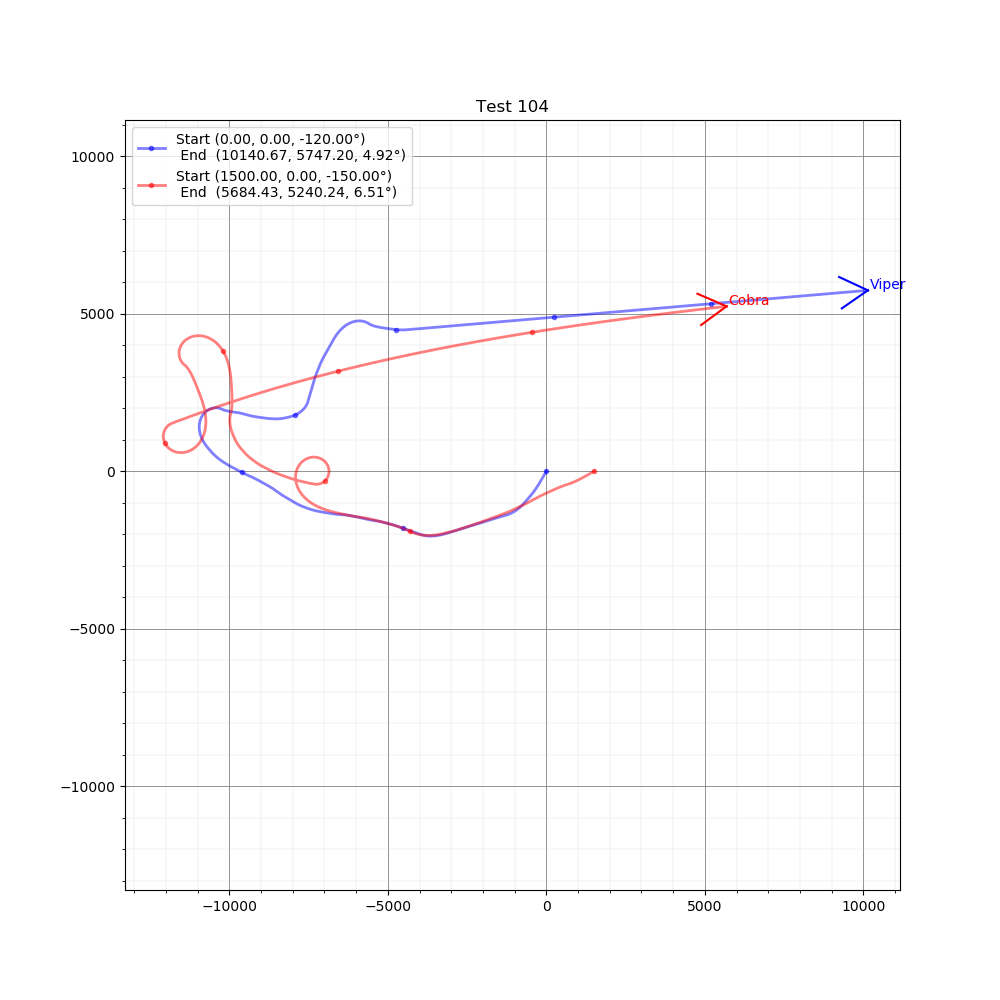 Test 104
Start (0.00, 0.00, -120.00°)
End  (10140.67, 5747.20, 4.92°)
Start (1500.00, 0.00, -150.00°)
End  (5684.43, 5240.24, 6.51°)
10000
5000
0
−5000
−10000
Viper
Cobra
−10000
−5000
0
5000
10000